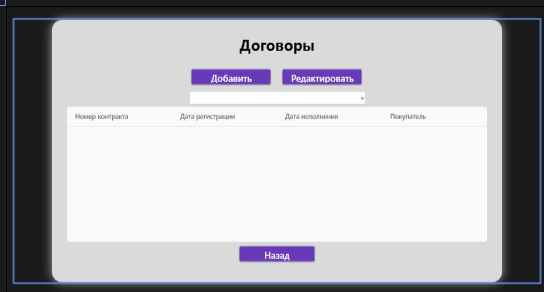 Договоры
Добавить Редактировать
Номер контракта Дата регистрации Дата исполнения Покупатель
Назад